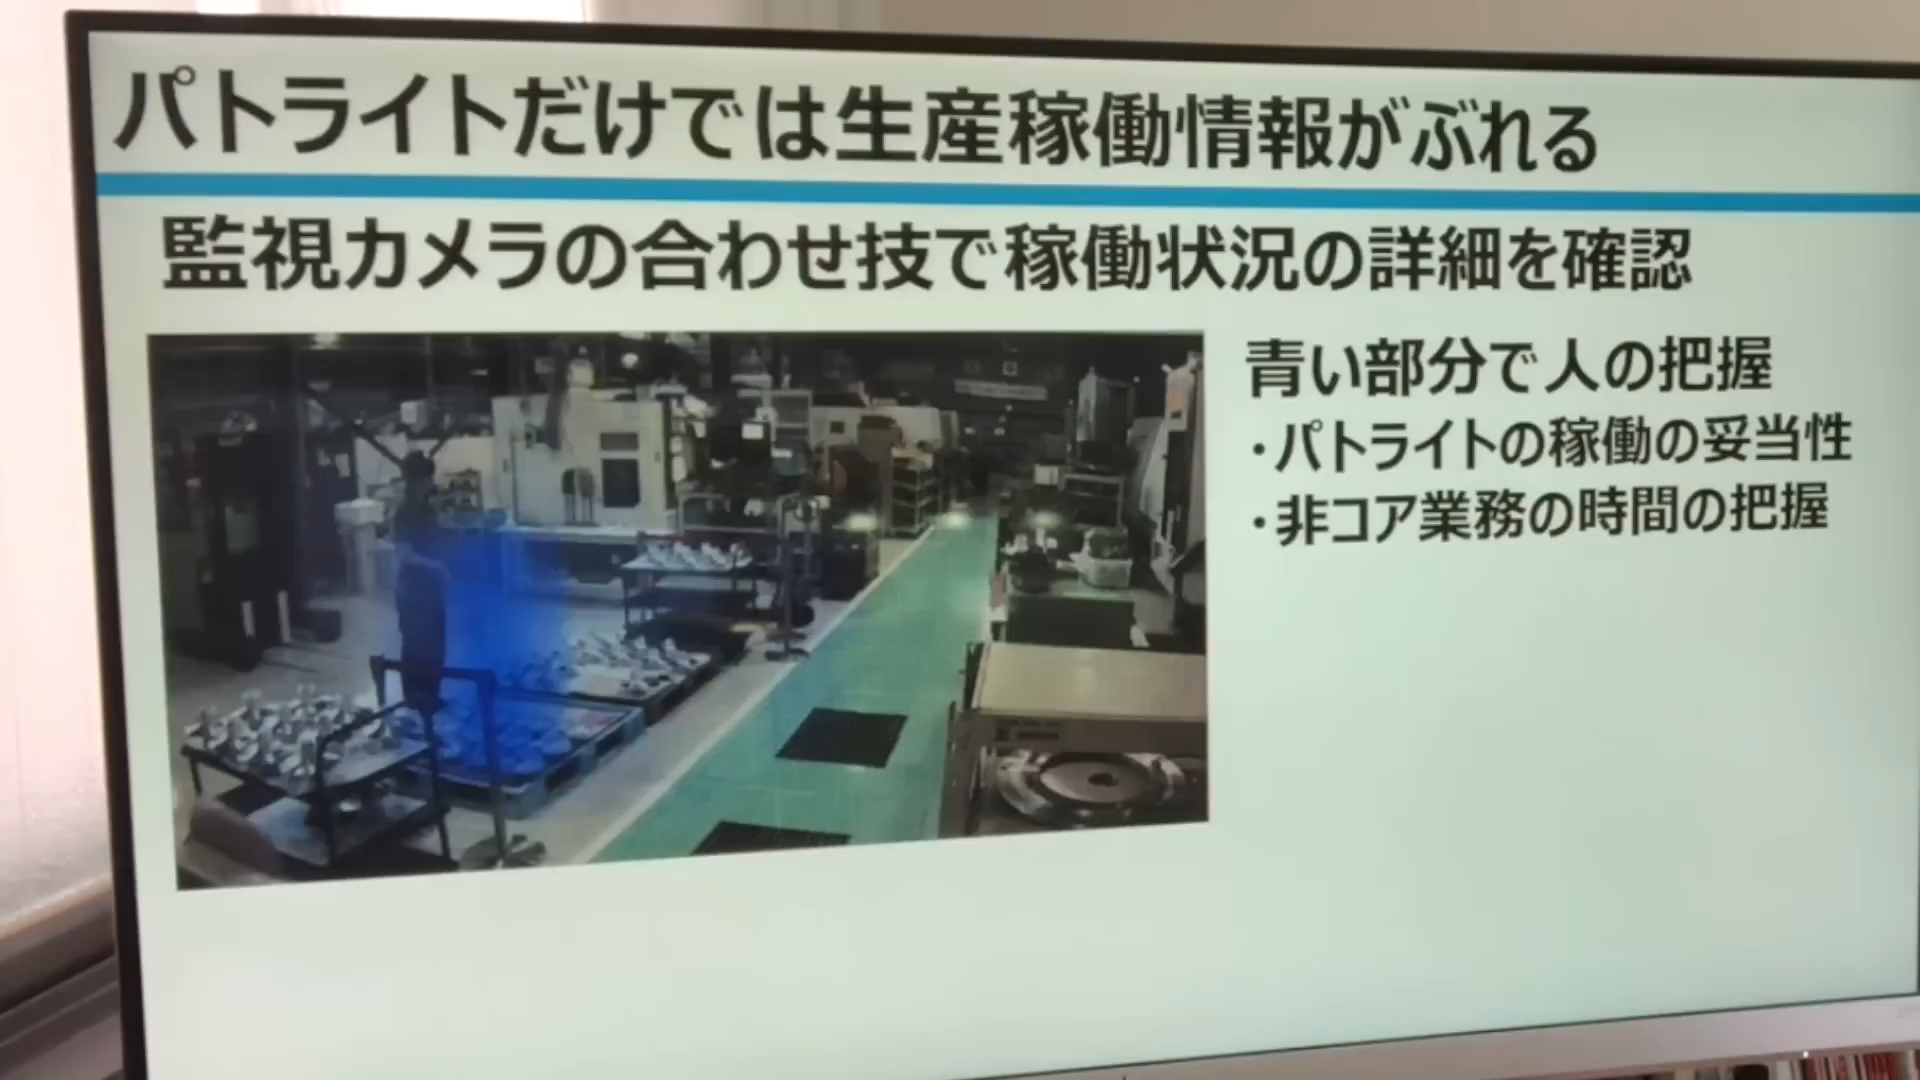 パトライトだけでは生産稼働情報がぶれる
監視カメラの合わせ技で稼働状況の詳細を確認
青い部分で人の把握
・パトライトの稼働の妥当性
・非コア業務の時間の把握